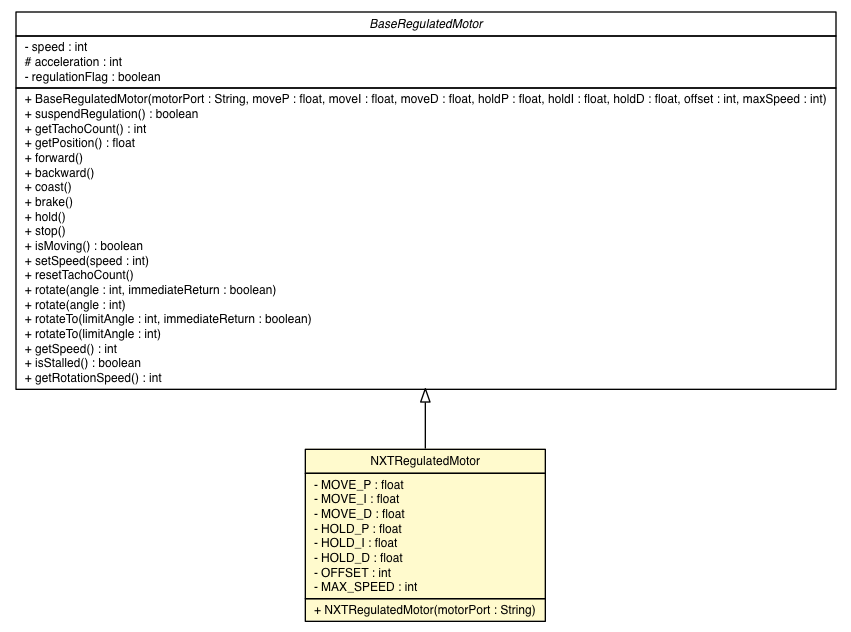 BaseRegulatedMotor
- speed : int
# acceleration : int
- regulationFlag : boolean
+ BaseRegulatedMotor(motorPort : String, moveP : float, moveI : float, moveD : float, holdP : float, holdI : float, holdD : float, offset : int, maxSpeed : int)
+ suspendRegulation() : boolean
+ getTachoCount() : int
+ getPosition() : float
+ forward()
+ backward()
+ coast()
+ brake()
+ hold()
+ stop()
+ isMoving() : boolean
+ setSpeed(speed : int)
+ resetTachoCount()
+ rotate(angle : int, immediateReturn : boolean)
+ rotate(angle : int)
+ rotateTo(limitAngle : int, immediateReturn : boolean)
+ rotateTo(limitAngle : int)
+ getSpeed() : int
+ isStalled() : boolean
+ getRotationSpeed() : int
NXTRegulatedMotor
- MOVE_P : float
- MOVE_I : float
- MOVE_D : float
- HOLD_P : float
- HOLD_I : float
- HOLD_D : float
- OFFSET : int
- MAX_SPEED : int
+ NXTRegulatedMotor(motorPort : String)